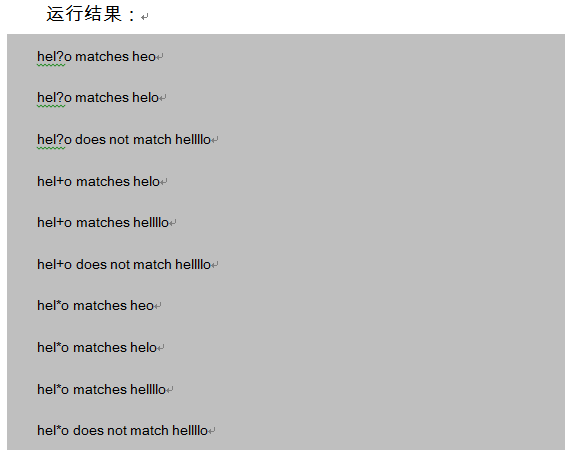 运行结果：
hel?o matches heo
hel?o matches helo
hel?o does not match hellllo
hel+o matches helo
hel+o matches hellllo
hel+o does not match hellllo
hel*o matches heo
hel*o matches helo
hel*o matches hellllo
hel*o does not match hellllo